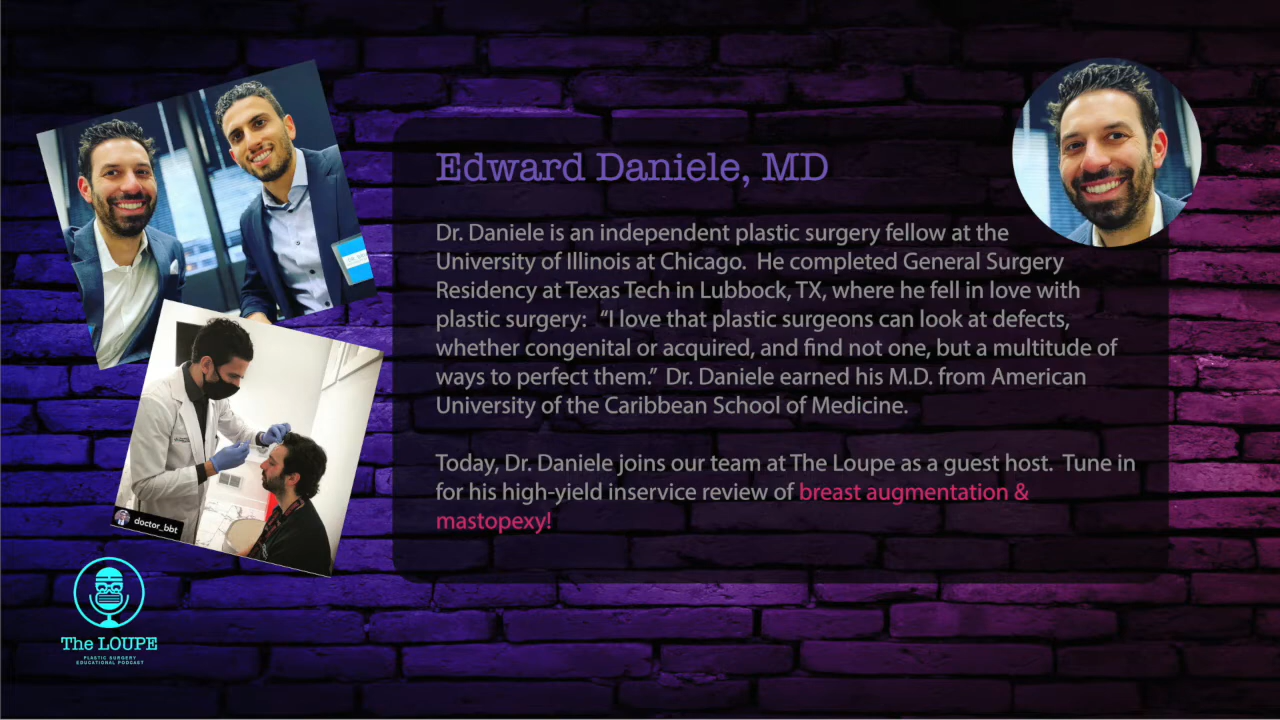 Edward Daniele, MD
Dr. Daniele is an independent plastic surgery fellow at the
University of Illinois at Chicago.  He completed General Surgery
Residency at Texas Tech in Lubbock, TX, where he fell in love with
plastic surgery:  “I love that plastic surgeons can look at defects,
whether congenital or acquired, and find not one, but a multitude of
ways to perfect them.”  Dr. Daniele earned his M.D. from American
University of the Caribbean School of Medicine.
Today, Dr. Daniele joins our team at The Loupe as a guest host.  Tune in
for his high-yield inservice review of breast augmentation &
mastopexy!
doctor_bbt
The LOUPE
PLASTIC SURGERY
EDUCATIONAL PODCAST